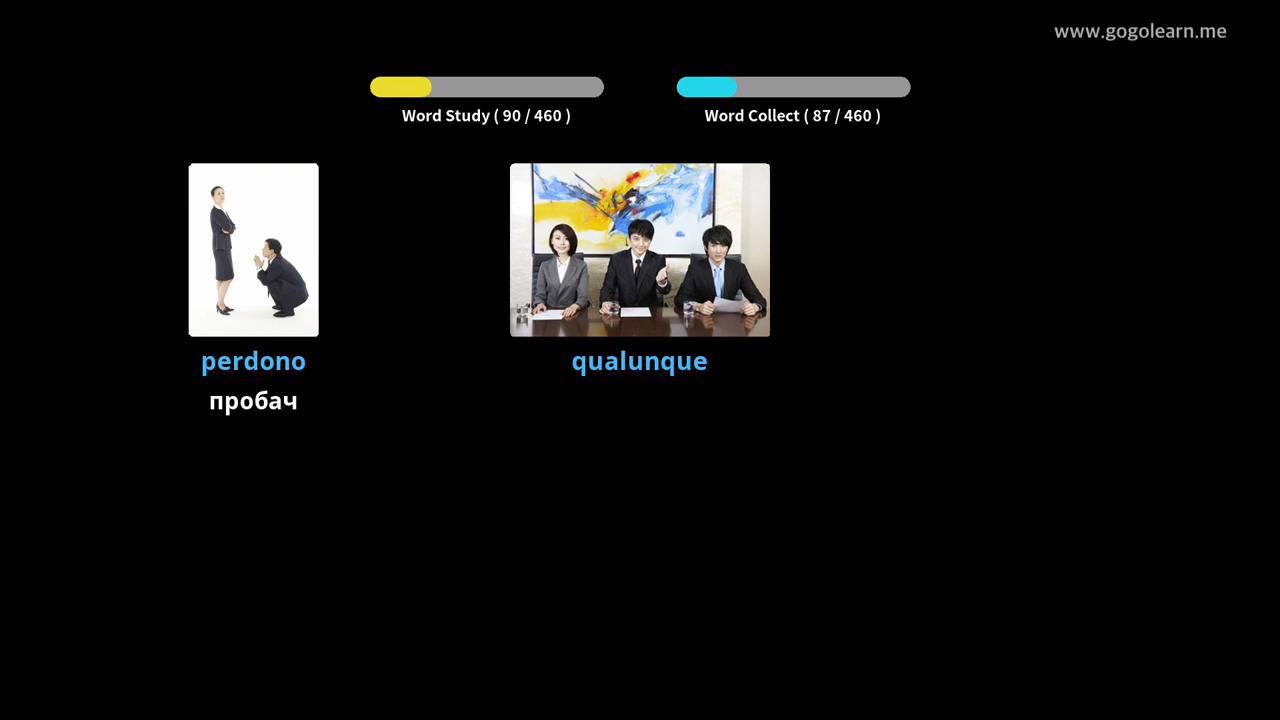 www.gogolearn.me
Word Study ( 90 / 460 )
Word Collect ( 87 / 460 )
perdono
qualunque
пробач